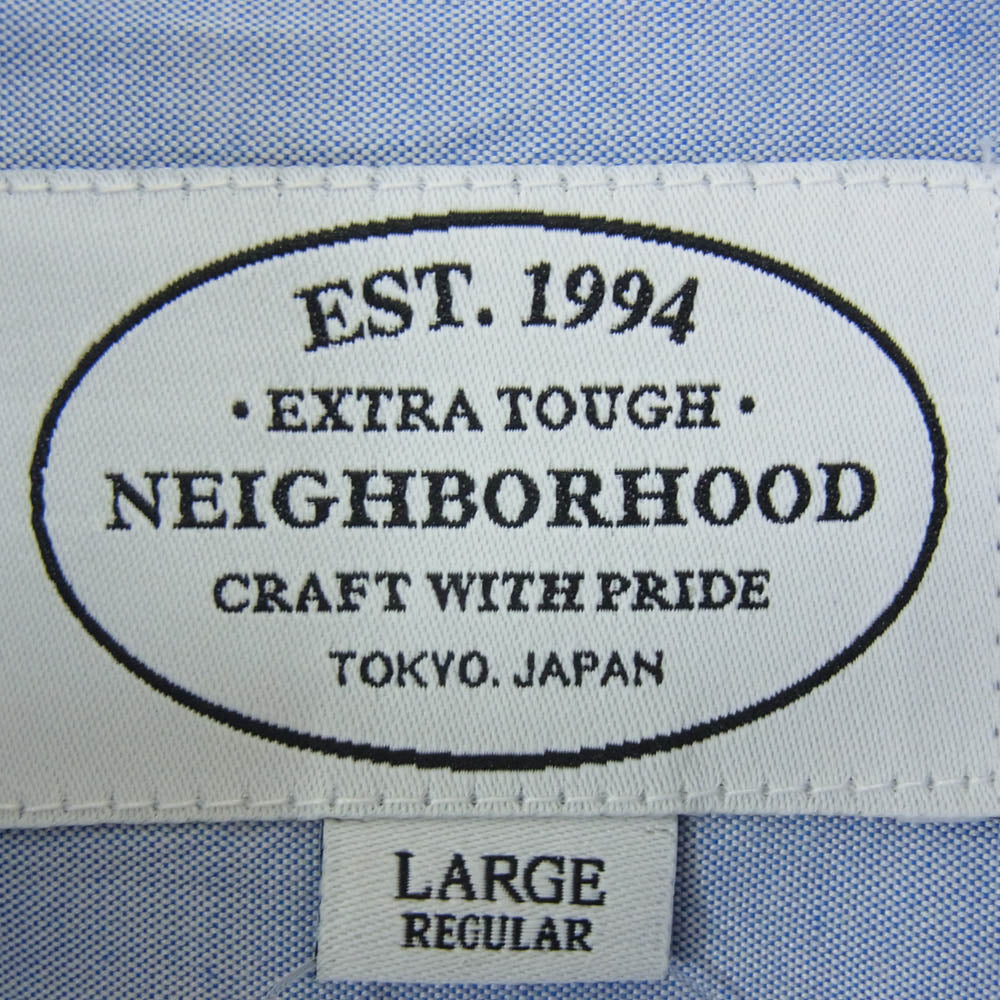 EST. 1994
· EXTRA TOUGH ·
NEIGHBORHOOD
CRAFT WITH PRIDE
TOKYO. JAPAN
LARGE
REGULAR